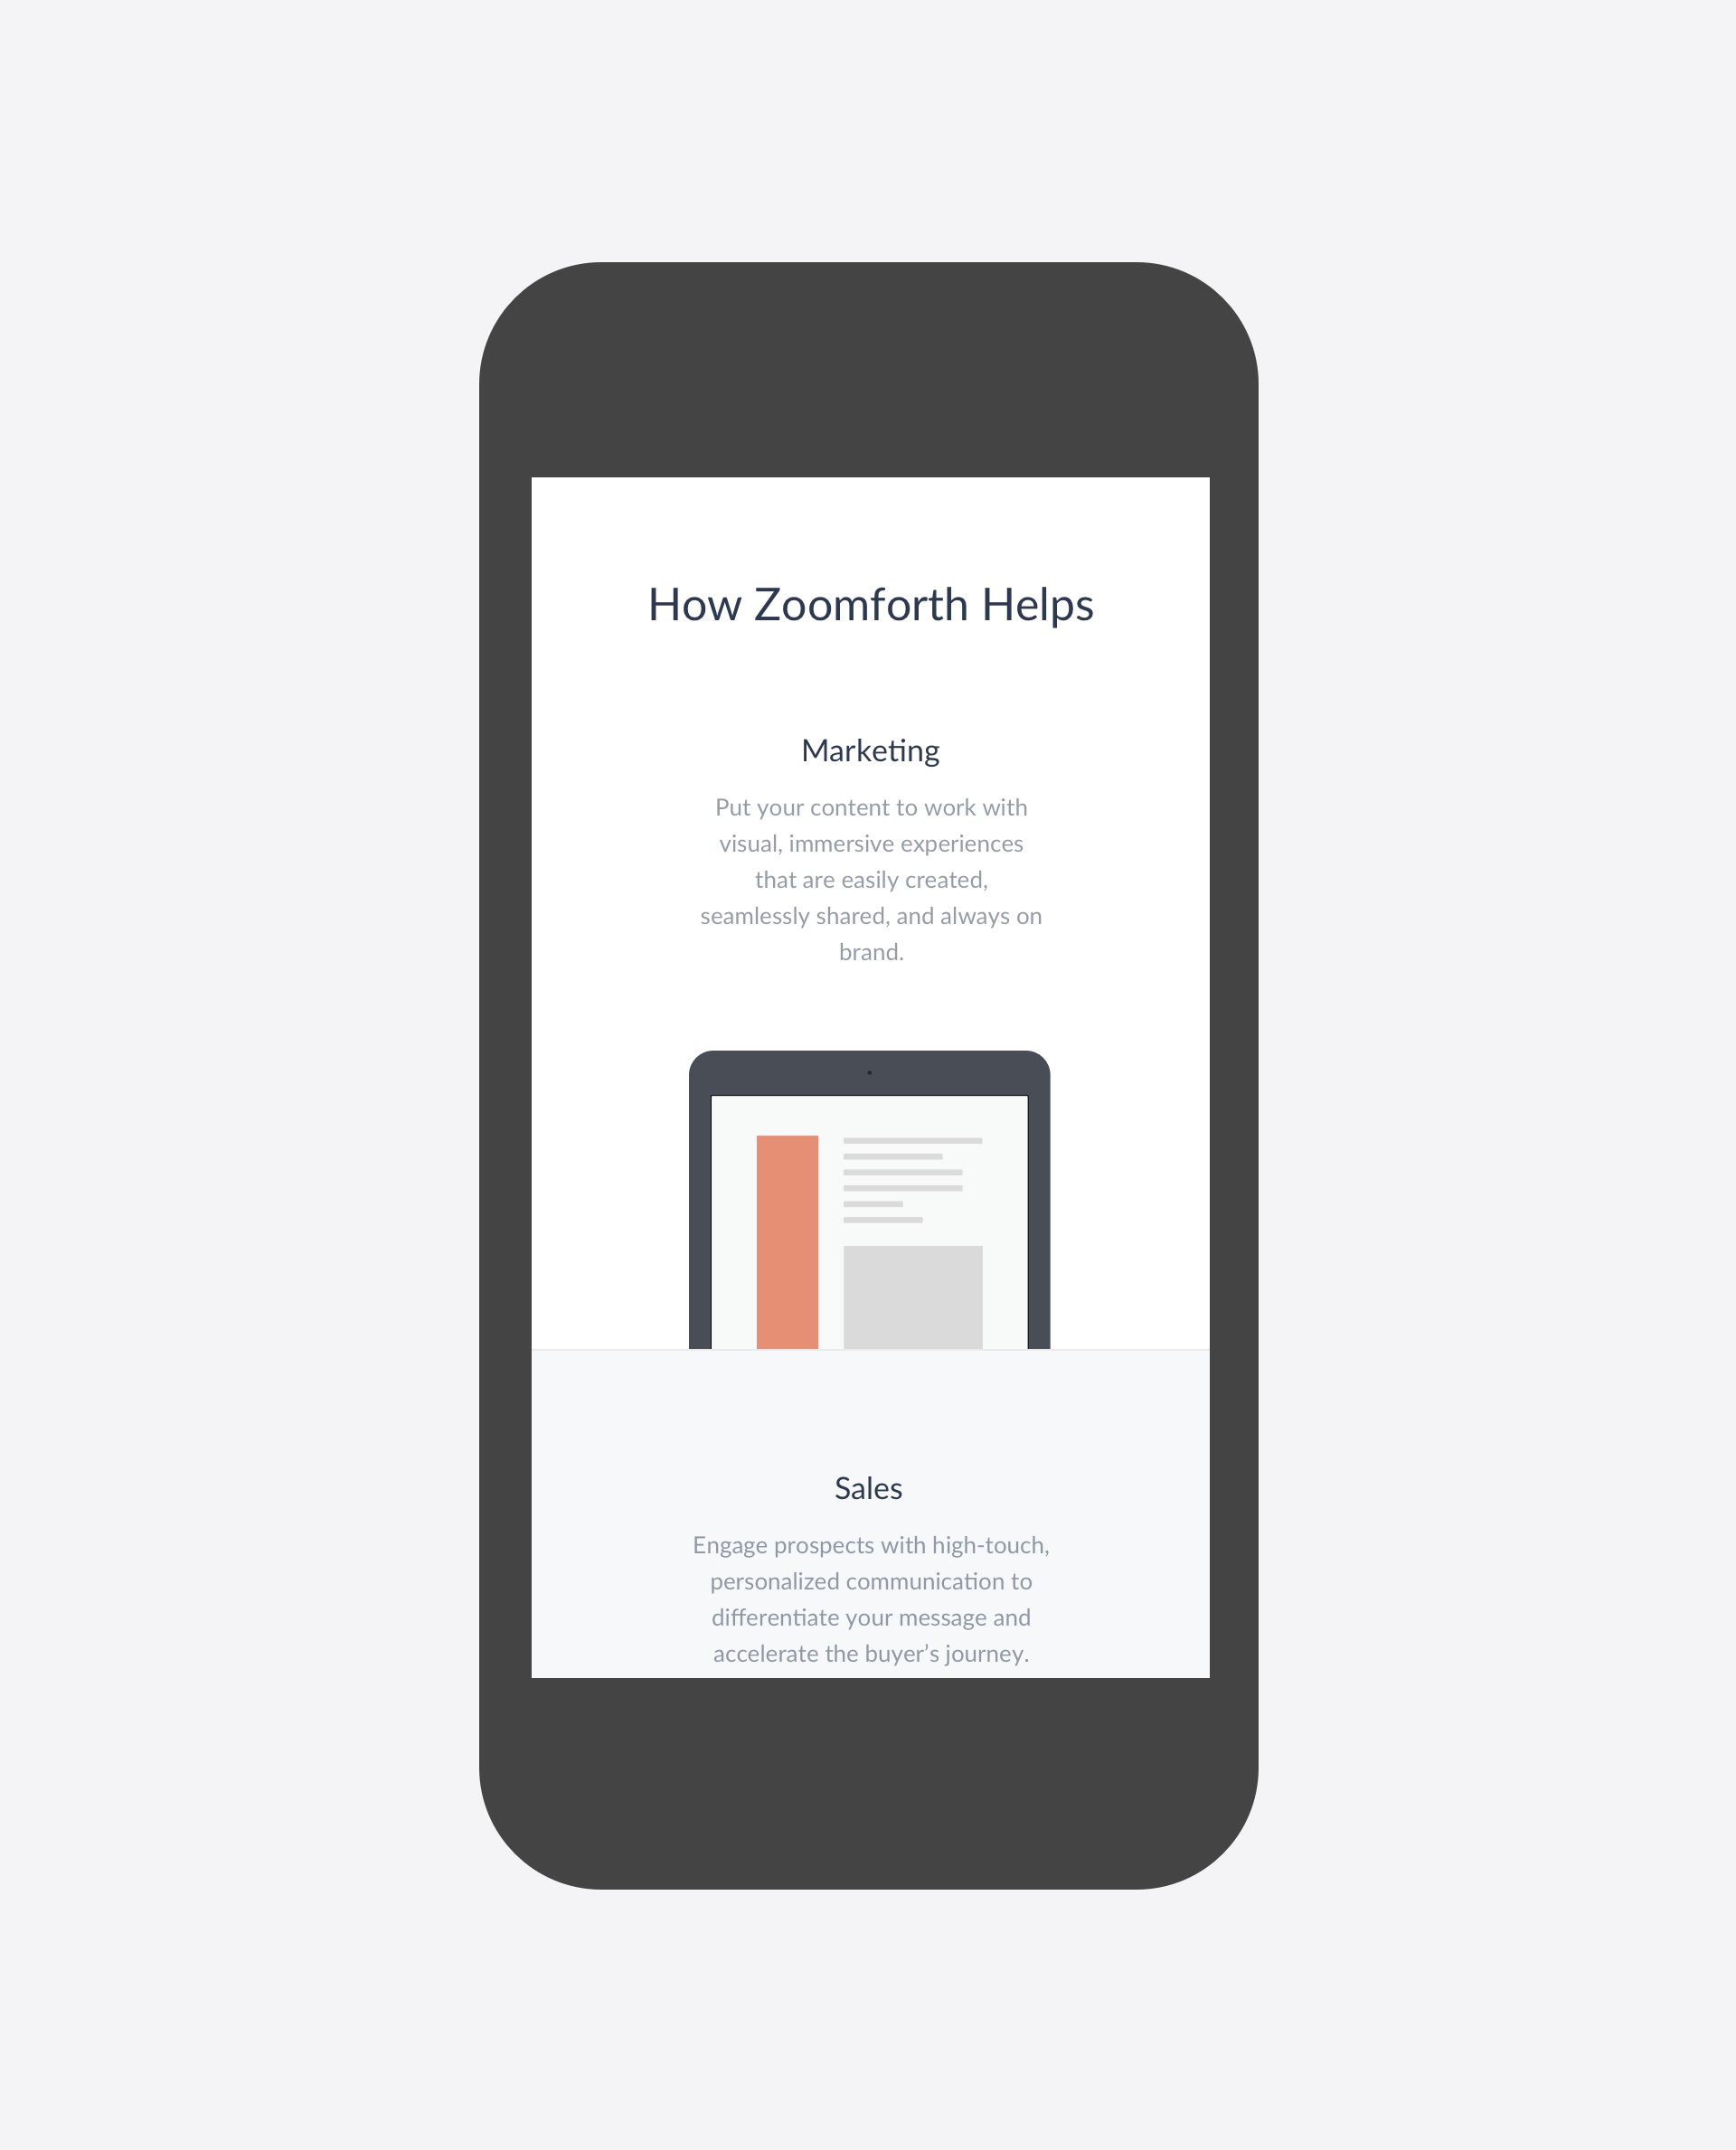 How Zoomforth Helps
Marketing
Put your content to work with
visual, immersive experiences
that are easily created,
seamlessly shared, and always on
brand.
Sales
Engage prospects with high-touch,
personalized communication to
differentiate your message and
accelerate the buyer’s journey.